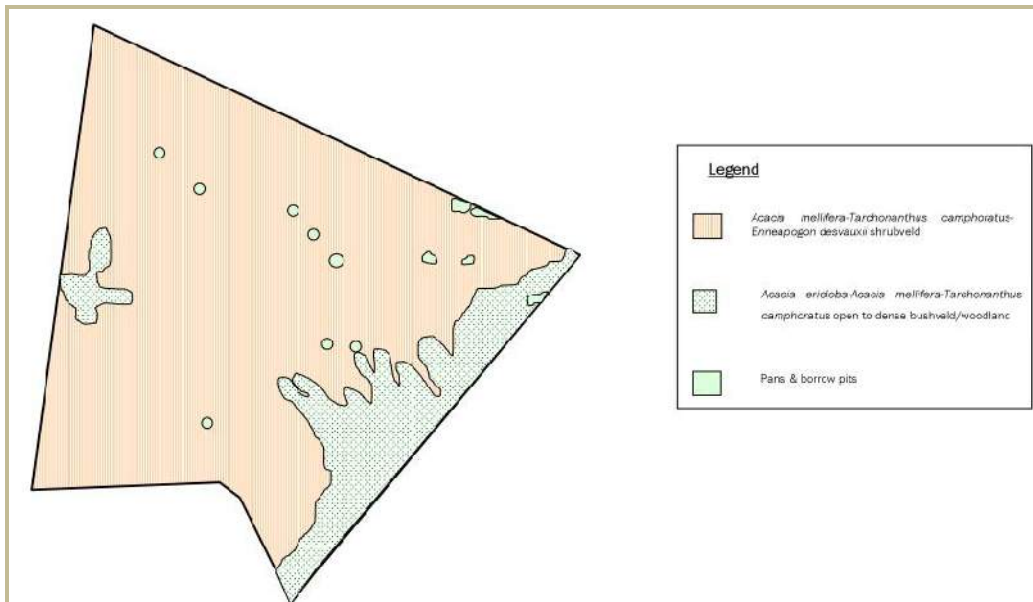 Legend
Acacia mellifera-Tarchonanthus camphoratus-
Enneapogon desvauxii shrubveld
Acacia erioloba-Acacia mellifera-Tarchonanthus
camphoratus open to dense bushveld/woodland
Pans & borrow pits